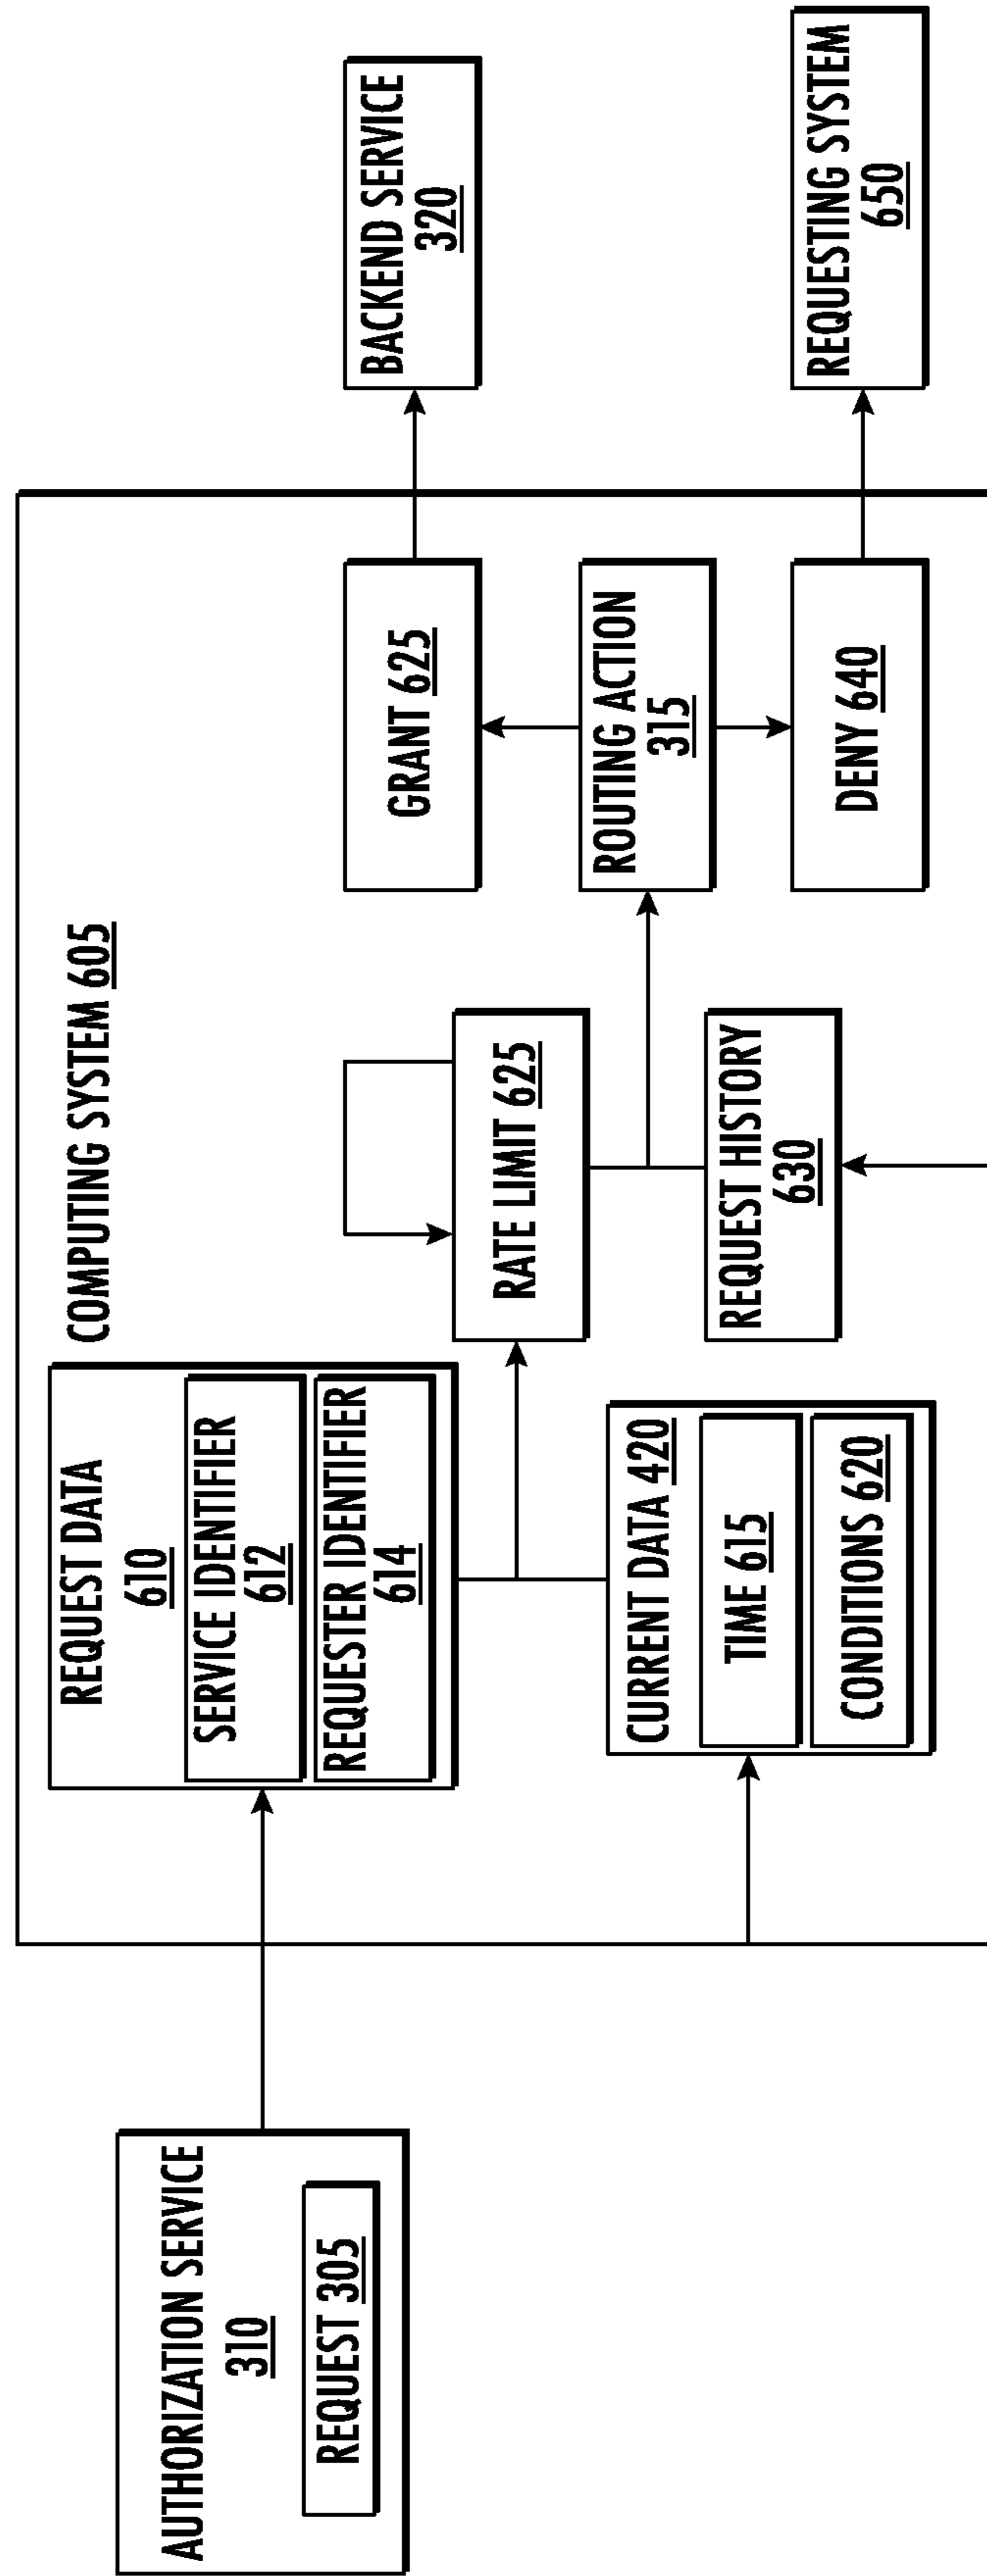 AUTHORIZATION SERVICE
310
REQUEST 305
COMPUTING SYSTEM 605
REQUEST DATA
610
SERVICE IDENTIFIER
612
REQUESTER IDENTIFIER
614
CURRENT DATA 420
TIME 615
CONDITIONS 620
RATE LIMIT 625
REQUEST HISTORY
630
GRANT 625
ROUTING ACTION
315
DENY 640
BACKEND SERVICE
320
REQUESTING SYSTEM
650